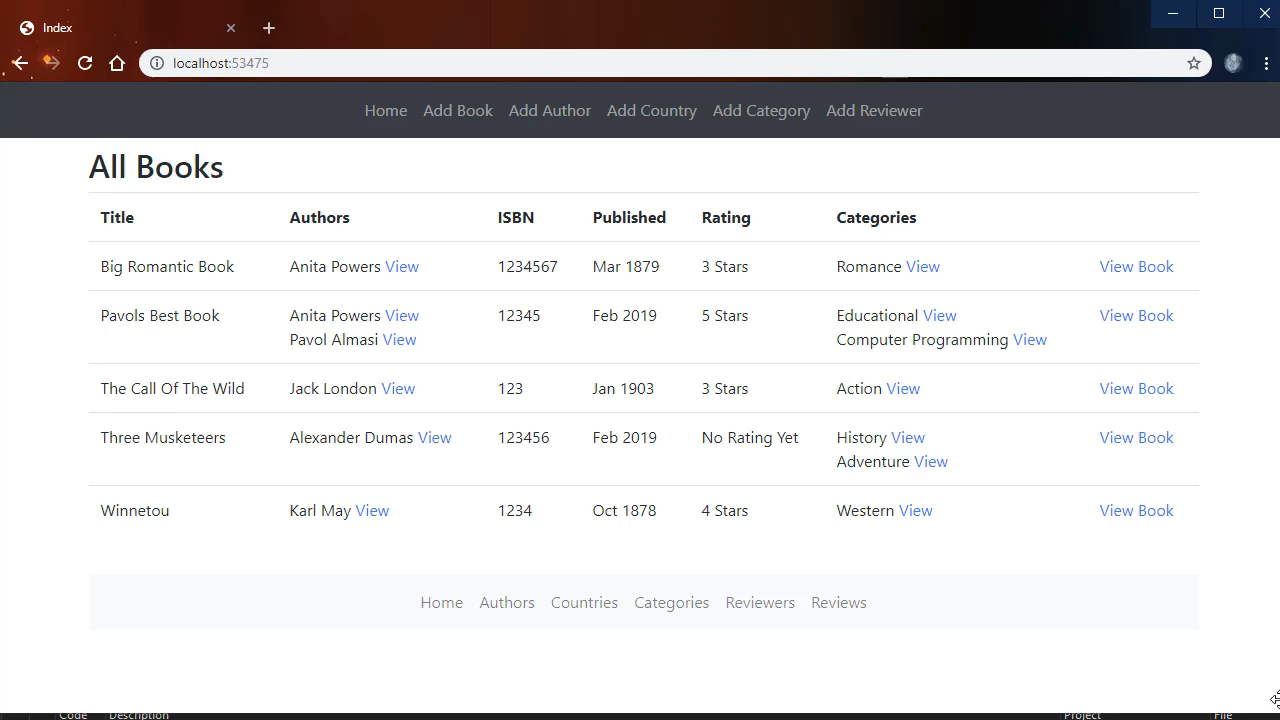 Index
localhost:53475
Home Add Book Add Author Add Country Add Category Add Reviewer
All Books
Title Authors ISBN Published Rating Categories
Big Romantic Book Anita Powers View 1234567 Mar 1879 3 Stars Romance View View Book
Pavols Best Book Anita Powers View 12345 Feb 2019 5 Stars Educational View View Book
Pavol Almasi View Computer Programming View
The Call Of The Wild Jack London View 123 Jan 1903 3 Stars Action View View Book
Three Musketeers Alexander Dumas View 123456 Feb 2019 No Rating Yet History View View Book
Adventure View
Winnetou Karl May View 1234 Oct 1878 4 Stars Western View View Book
Home Authors Countries Categories Reviewers Reviews
Code Description Project File